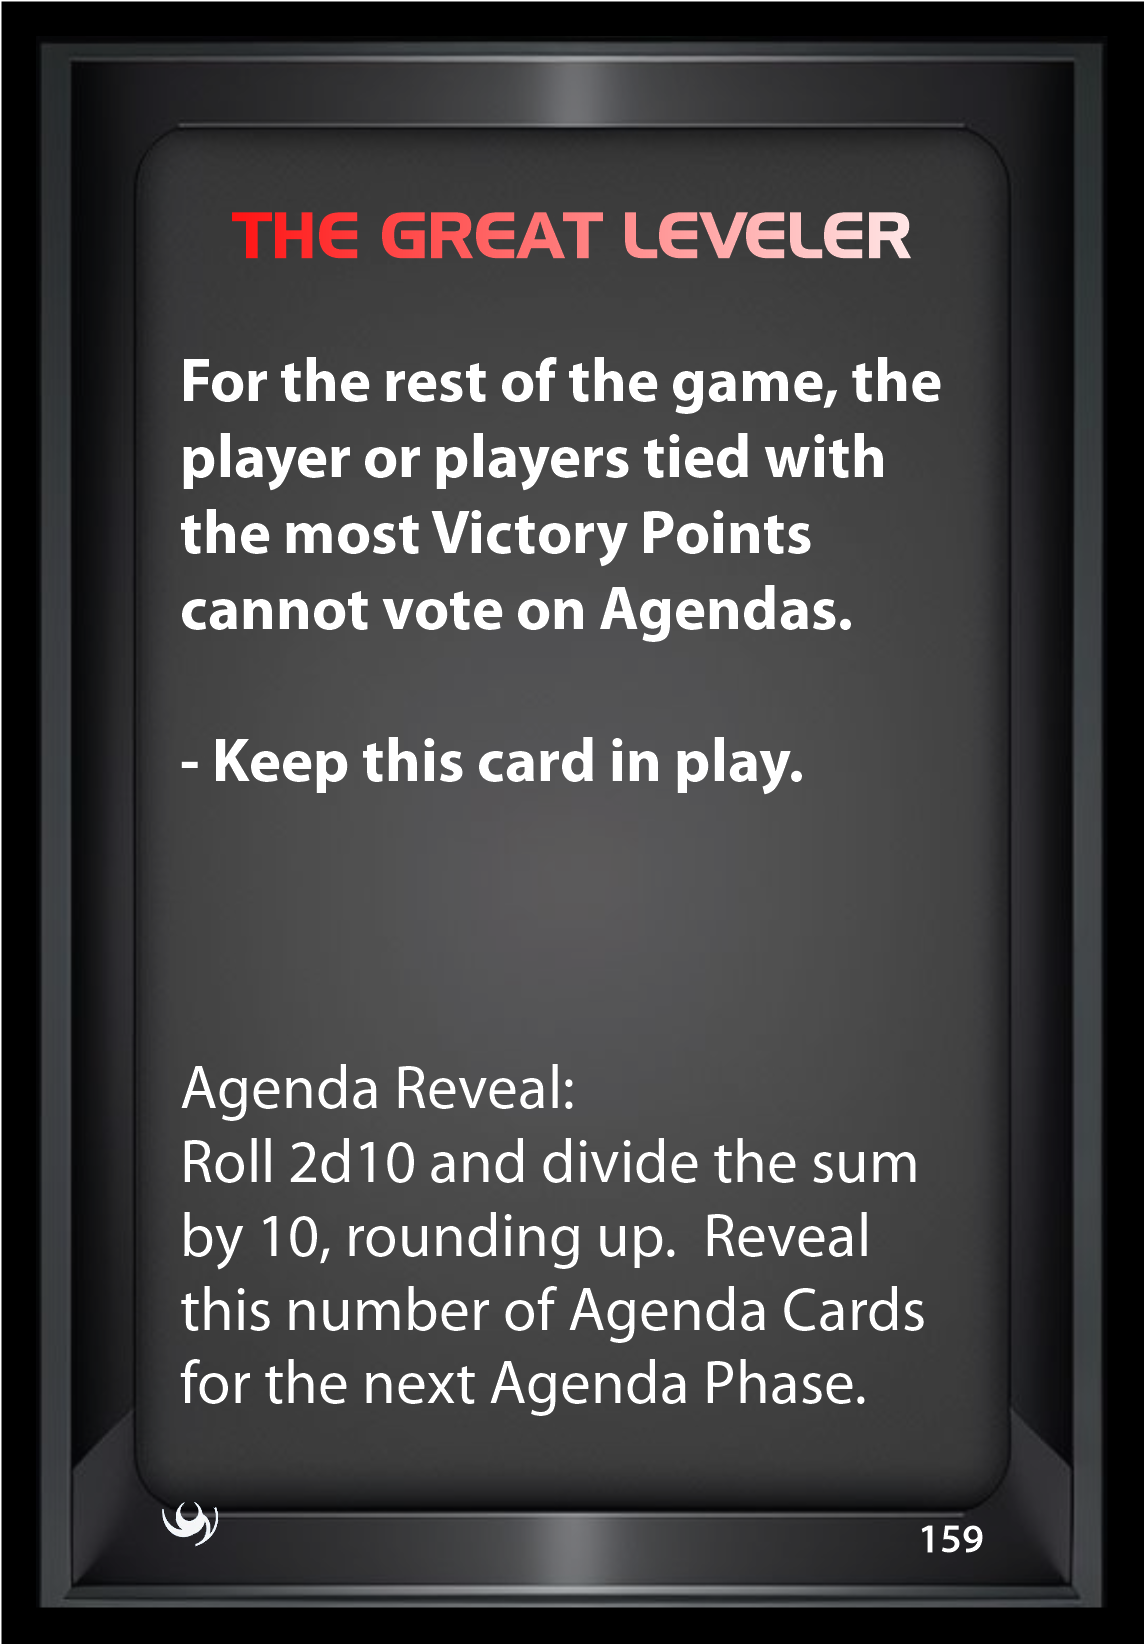 THE GREAT LEVELER
For the rest of the game, the
player or players tied with
the most Victory Points
cannot vote on Agendas.
- Keep this card in play.
Agenda Reveal:
Roll 2d10 and divide the sum
by 10, rounding up.  Reveal
this number of Agenda Cards
for the next Agenda Phase.
159